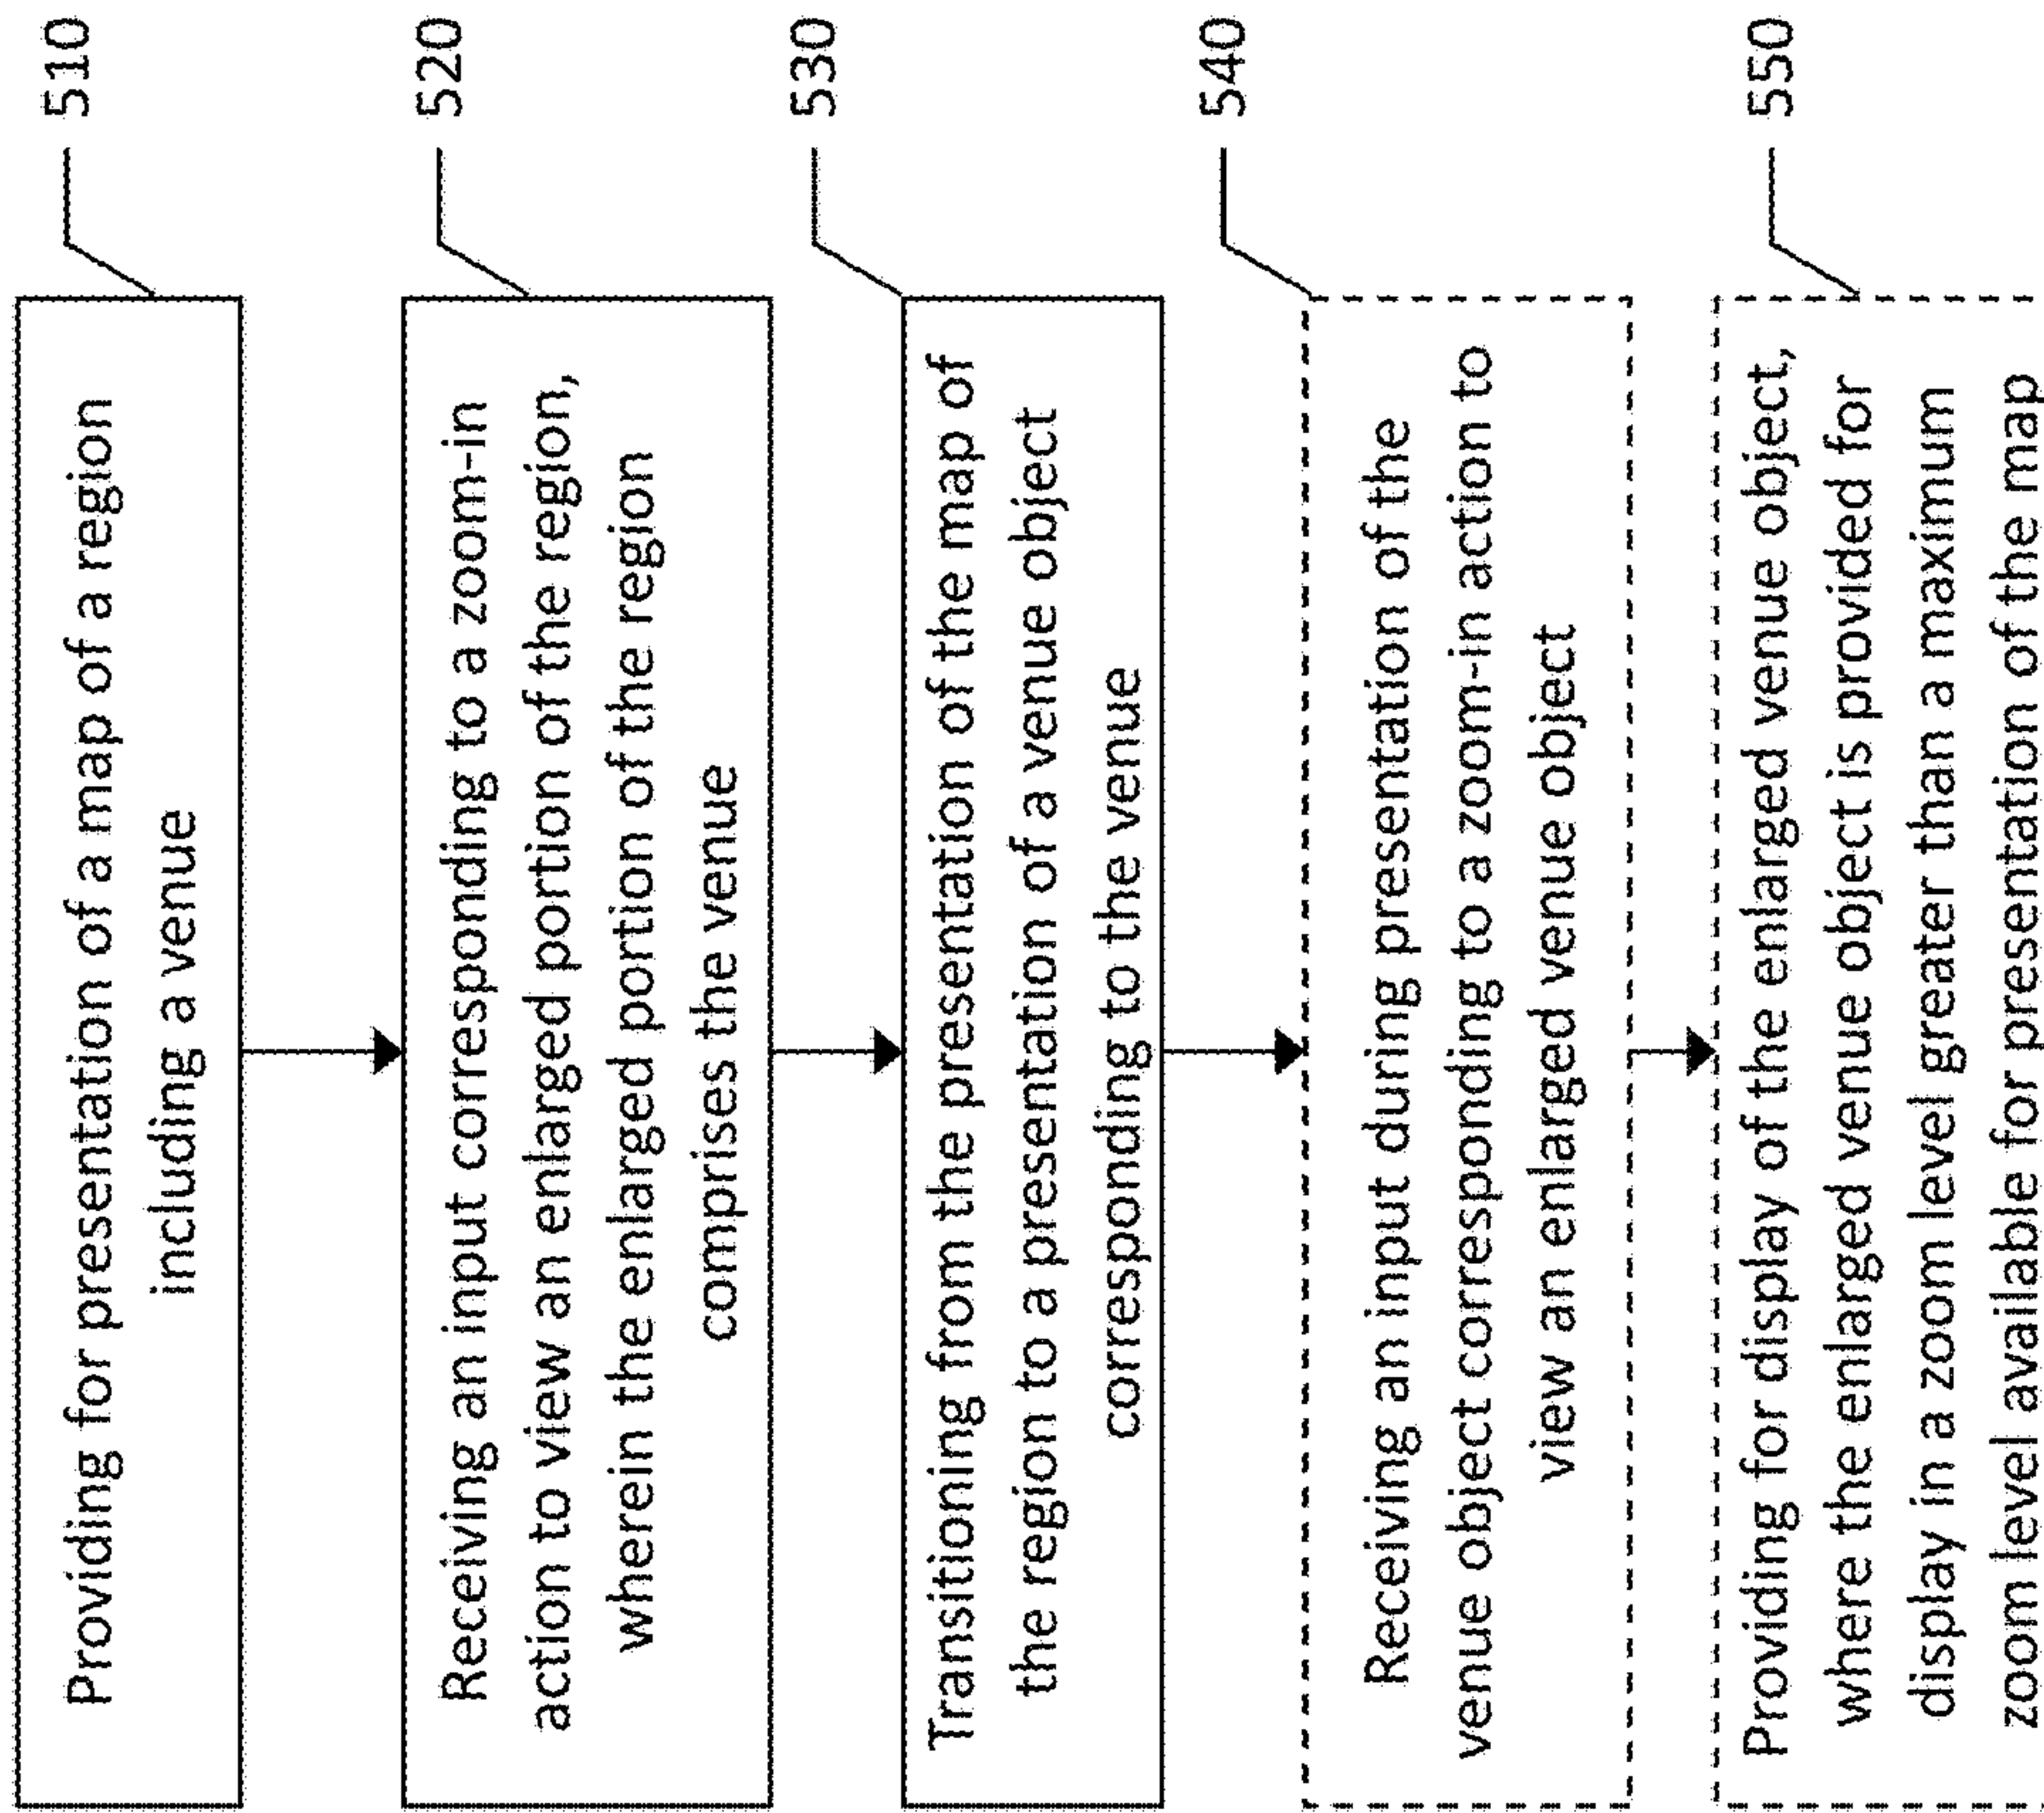 510
Providing for presentation of a map of a region
including a venue
520
Receiving an input corresponding to a zoom-in
action to view an enlarged portion of the region,
wherein the enlarged portion of the region
comprises the venue
530
Transitioning from the presentation of the map of
the region to a presentation of a venue object
corresponding to the venue
540
Receiving an input during presentation of the
venue object corresponding to a zoom-in action to
view an enlarged venue object
550
Providing for display of the enlarged venue object,
where the enlarged venue object is provided for
display in a zoom level greater than a maximum
zoom level available for presentation of the map